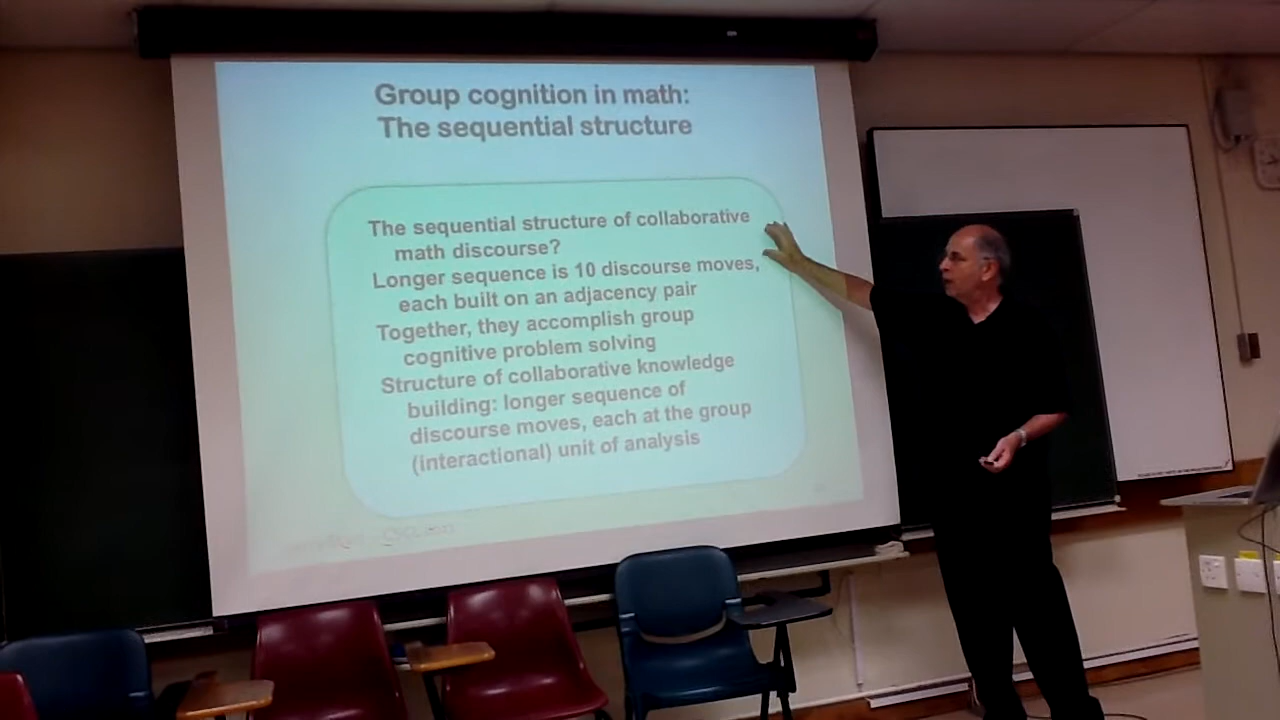 Group cognition in math:
The sequential structure
The sequential structure of collaborative
math discourse?
Longer sequence is 10 discourse moves,
each built on an adjacency pair
Together, they accomplish group
cognitive problem solving
Structure of collaborative knowledge
building: longer sequence of
discourse moves, each at the group
(interactional) unit of analysis